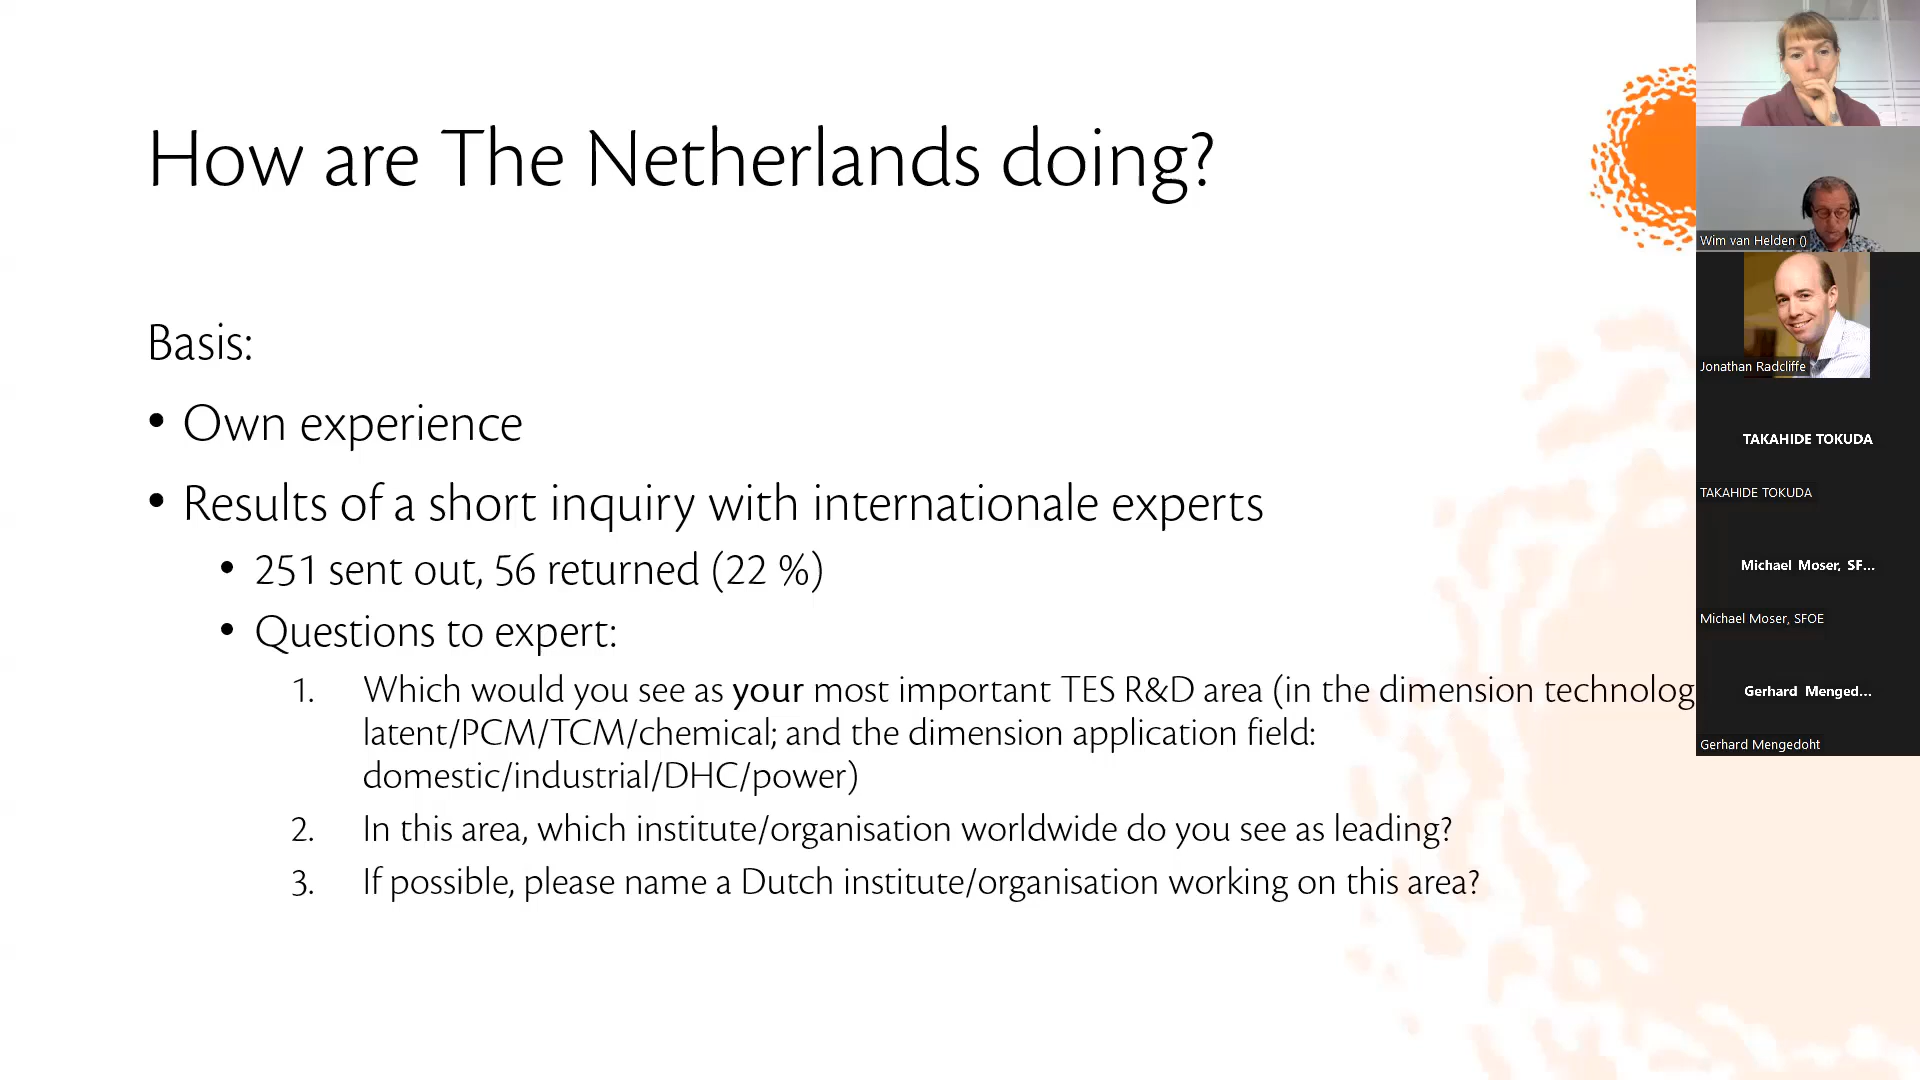 How are The Netherlands doing?
Basis:
• Own experience
• Results of a short inquiry with internationale experts
• 251 sent out, 56 returned (22 %)
• Questions to expert:
1. Which would you see as your most important TES R&D area (in the dimension technolog
latent/PCM/TCM/chemical; and the dimension application field:
domestic/industrial/DHC/power)
2. In this area, which institute/organisation worldwide do you see as leading?
3. If possible, please name a Dutch institute/organisation working on this area?
Wim van Helden ()
Jonathan Radcliffe
TAKAHIDE TOKUDA
TAKAHIDE TOKUDA
Michael Moser, SF...
Michael Moser, SFOE
Gerhard Menged...
Gerhard Mengedoht